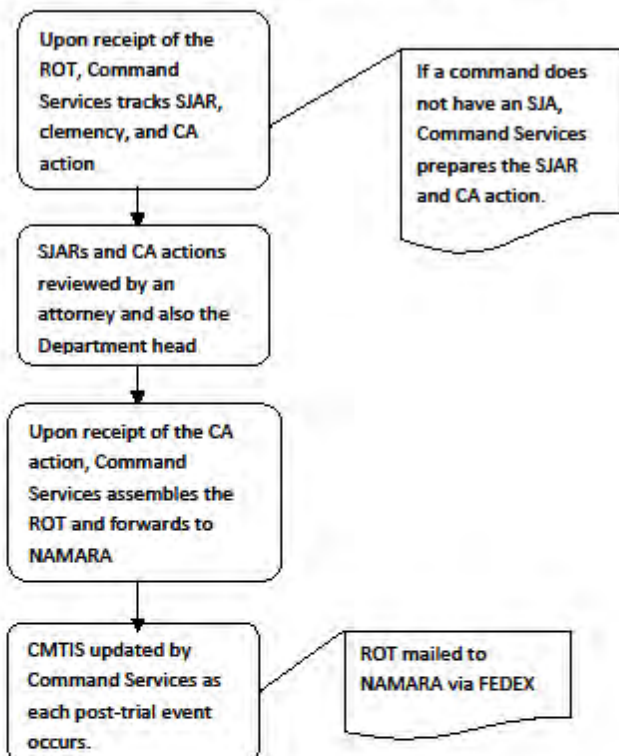 Upon receipt of the
ROT, Command
Services tracks SJAR,
clemency, and CA
action
If a command does
not have an SJA,
Command Services
prepares the SJAR
and CA action.
SJARs and CA actions
reviewed by an
attorney and also the
Department head
Upon receipt of the CA
action, Command
Services assembles the
ROT and forwards to
NAMARA
CMTIS updated by
Command Services as
each post-trial event
occurs.
ROT mailed to
NAMARA via FEDEX